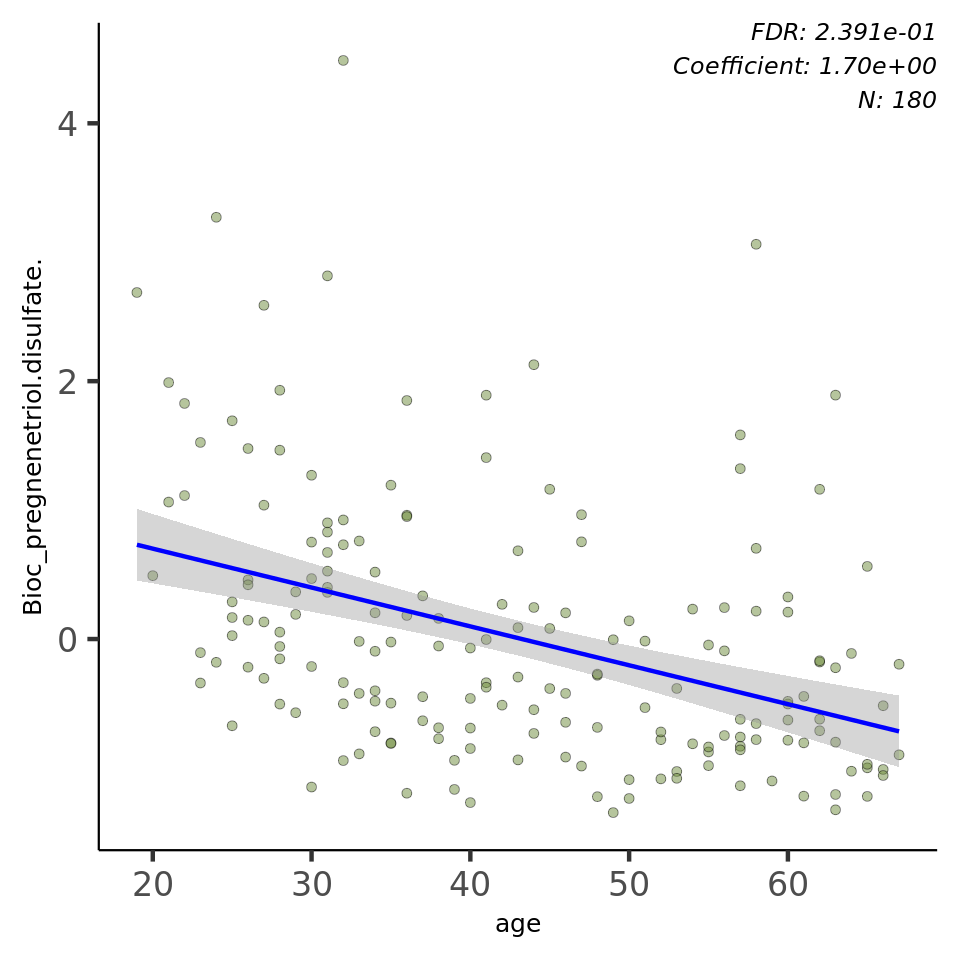 FDR: 2.391e-01
Coefficient: 1.70e+00
N: 180
4
2
0
Bioc_pregnenetriol.disulfate.
20 30 40 50 60
age